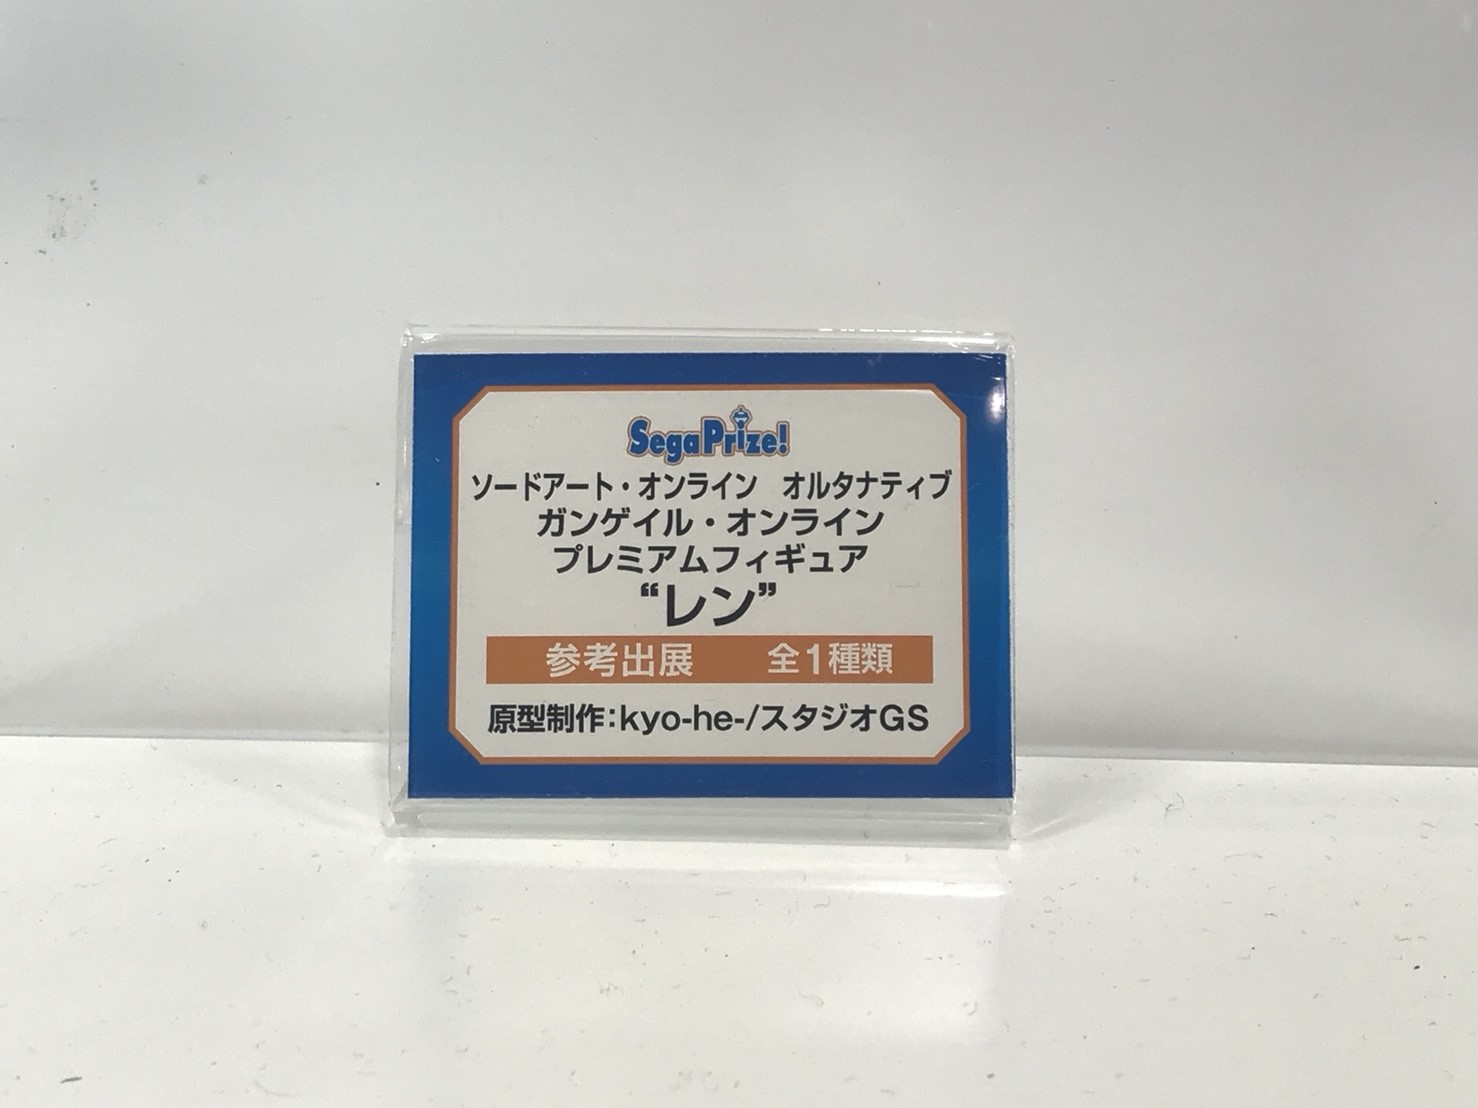 SegaPrize!
ソードアート・オンライン　オルタナティブ
ガンゲイル・オンライン
プレミアムフィギュア
“レン”
参考出展　全1種類
原型制作:kyo-he-/スタジオGS